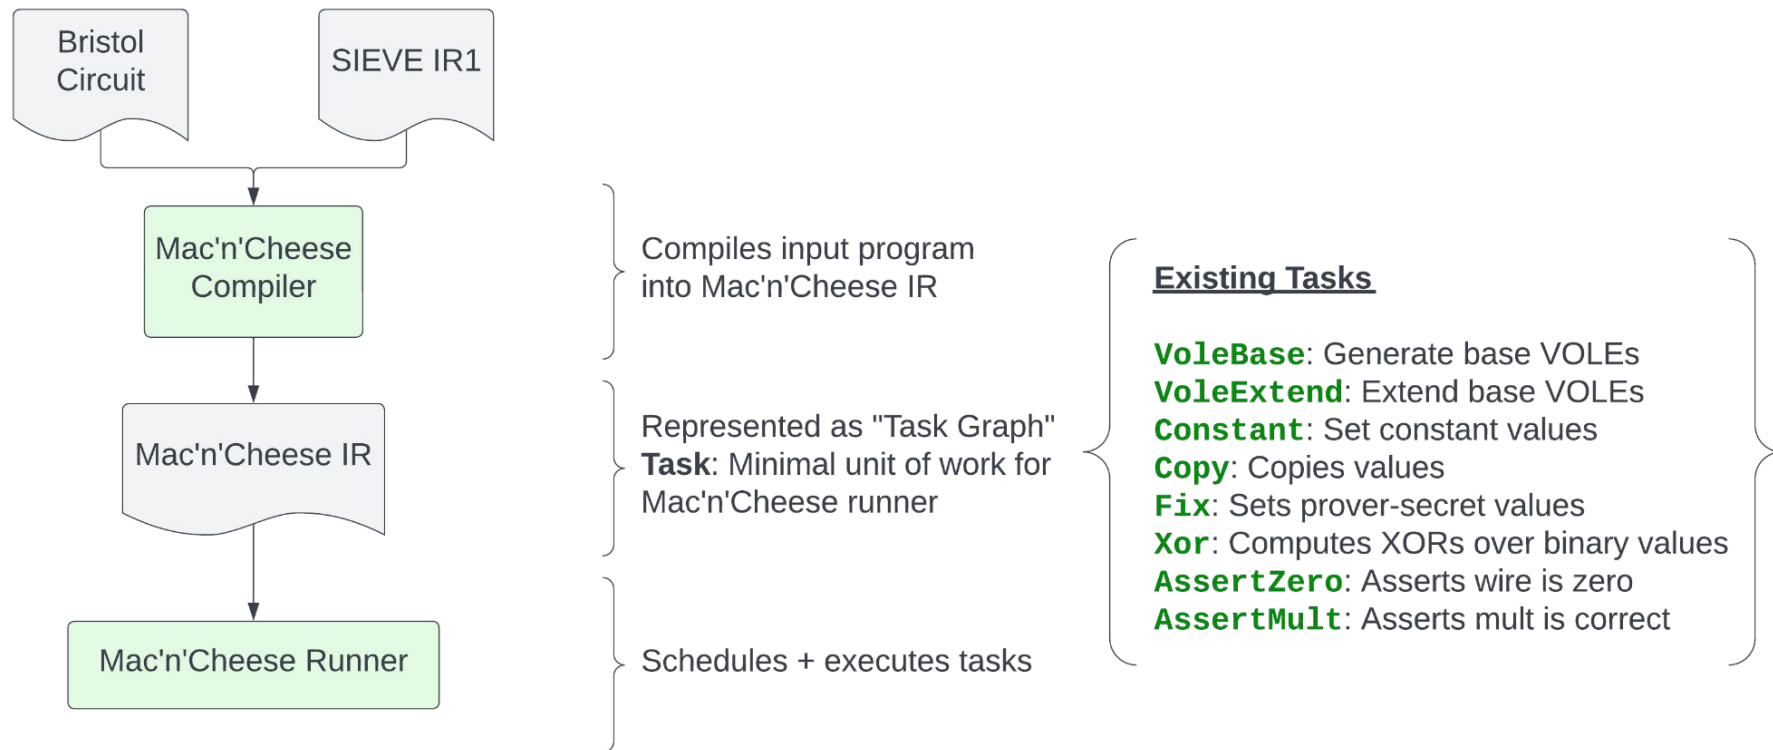 Bristol
Circuit
SIEVE IR1
Mac'n'Cheese
Compiler
Compiles input program
into Mac'n'Cheese IR
Mac'n'Cheese IR
Represented as "Task Graph"
Task: Minimal unit of work for
Mac'n'Cheese runner
Mac'n'Cheese Runner
Schedules + executes tasks
Existing Tasks
VoleBase: Generate base VOLEs
VoleExtend: Extend base VOLEs
Constant: Set constant values
Copy: Copies values
Fix: Sets prover-secret values
Xor: Computes XORs over binary values
AssertZero: Asserts wire is zero
AssertMult: Asserts mult is correct